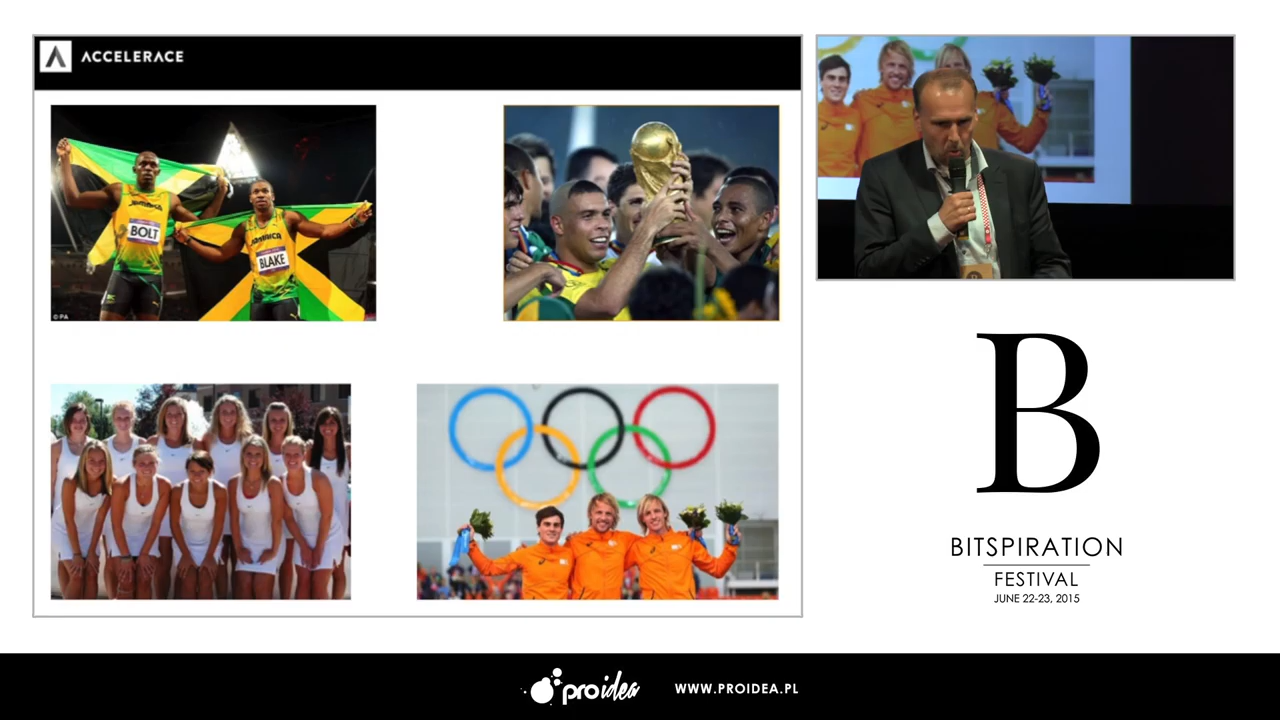 ACCELERACE
JAMAICA
BOLT
JAMAICA
BLAKE
© PA
B
BITSPIRATION
FESTIVAL
JUNE 22-23, 2015
proidea
WWW.PROIDEA.PL